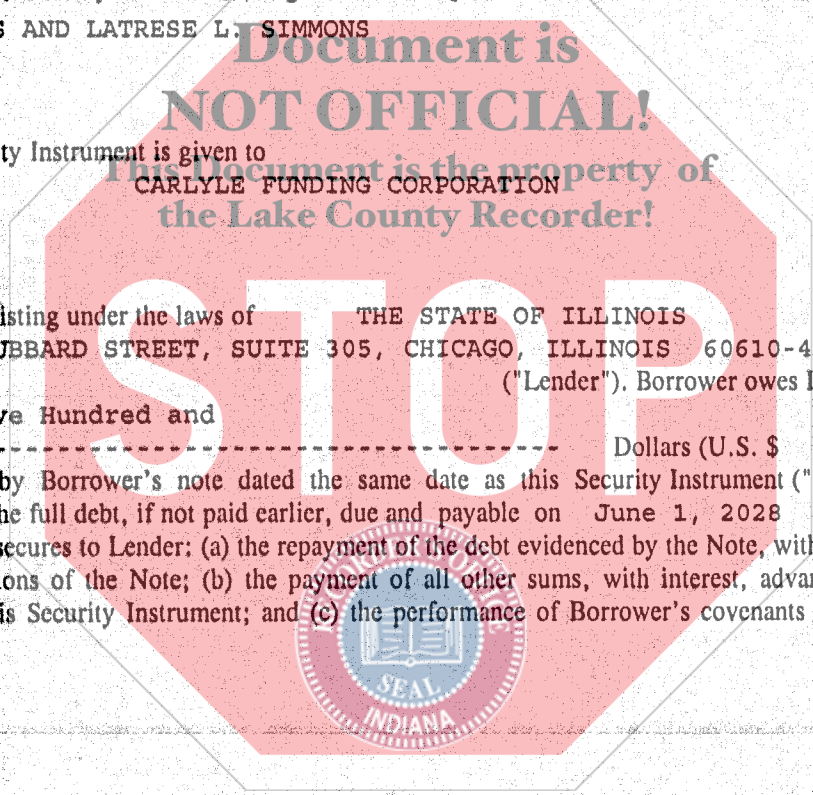 S AND LATRESE L. SIMMONS
Document is
NOT OFFICIAL!
ty Instrument is given to
This Document is the property of
CARLYLE FUNDING CORPORATION
the Lake County Recorder!
isting under the laws of THE STATE OF ILLINOIS
UBBARD STREET, SUITE 305, CHICAGO, ILLINOIS 60610-4
("Lender"). Borrower owes L
ve Hundred and
STOP
Dollars (U.S. $
by Borrower's note dated the same date as this Security Instrument ("
he full debt, if not paid earlier, due and payable on June 1, 2028
secures to Lender: (a) the repayment of the debt evidenced by the Note, with
ons of the Note; (b) the payment of all other sums, with interest, advan
is Security Instrument; and (c) the performance of Borrower's covenants
SEAL
INDIANA